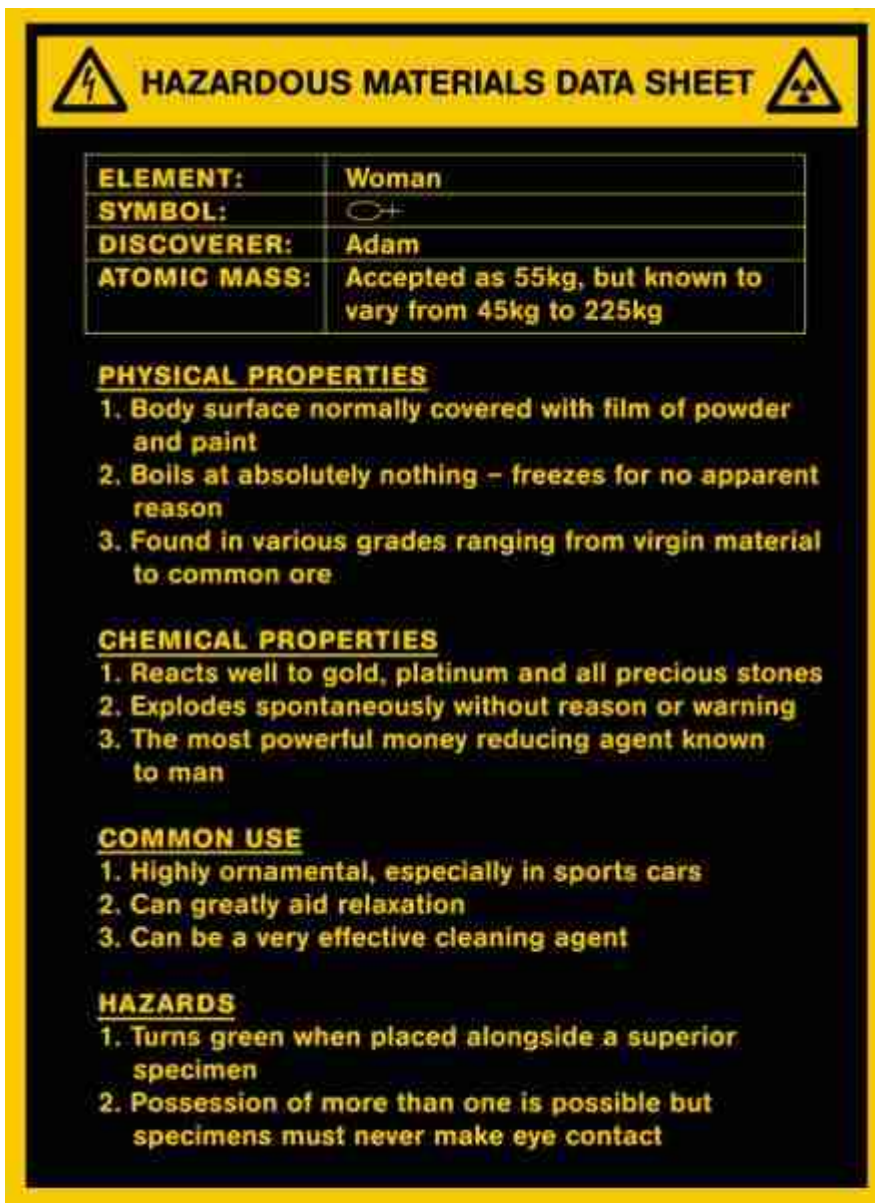 HAZARDOUS MATERIALS DATA SHEET
ELEMENT: Woman
SYMBOL:
DISCOVERER: Adam
ATOMIC MASS: Accepted as 55kg, but known to
vary from 45kg to 225kg
PHYSICAL PROPERTIES
1. Body surface normally covered with film of powder
and paint
2. Boils at absolutely nothing – freezes for no apparent
reason
3. Found in various grades ranging from virgin material
to common ore
CHEMICAL PROPERTIES
1. Reacts well to gold, platinum and all precious stones
2. Explodes spontaneously without reason or warning
3. The most powerful money reducing agent known
to man
COMMON USE
1. Highly ornamental, especially in sports cars
2. Can greatly aid relaxation
3. Can be a very effective cleaning agent
HAZARDS
1. Turns green when placed alongside a superior
specimen
2. Possession of more than one is possible but
specimens must never make eye contact